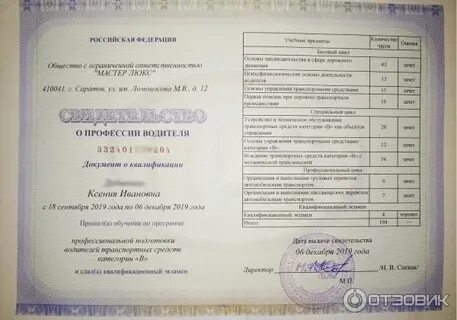 РОССИЙСКАЯ ФЕДЕРАЦИЯ
Общество с ограниченной ответственностью
"МАСТЕР ЛЮКС"
410041, г. Саратов, ул. им. Ломоносова М.В., д. 12
СВИДЕТЕЛЬСТВО
О ПРОФЕССИИ ВОДИТЕЛЯ
332401 204
Документ о квалификации
Ксения Ивановна
с 18 сентября 2019 года по 06 декабря 2019 года
Прошел(а) обучение по программе
профессиональной подготовки
водителей транспортных средств
категории «В»
и сдал(а) квалификационный экзамен
Учебные предметы Количество часов Оценка
Базовый цикл
Основы законодательства в сфере дорожного движения 43 зачет
Психофизиологические основы деятельности водителя 12 зачет
Основы управления транспортными средствами 15 зачет
Первая помощь при дорожно-транспортном происшествии 16 зачет
Специальный цикл
Устройство и техническое обслуживание транспортных средств категории «В» как объектов управления 20 зачет
Основы управления транспортными средствами категории «В» 12 зачет
Вождение транспортных средств категории «В» с механической трансмиссией 56 зачет
Профессиональный цикл
Организация и выполнение грузовых перевозок автомобильным транспортом 9 зачет
Организация и выполнение пассажирских перевозок автомобильным транспортом 7 зачет
Квалификационный экзамен
Квалификационный экзамен 4 хорошо
Итого 194
Дата выдачи свидетельства
06 декабря 2019 года
Директор /Н. В. Спевак/
М.П.
ОТЗОВИК